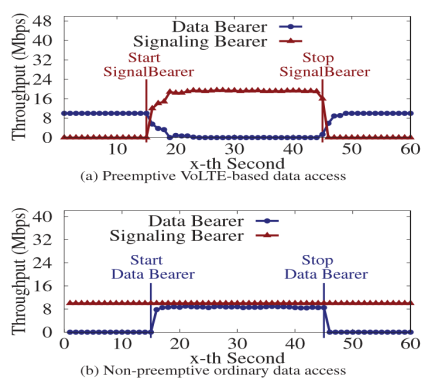 48
40
32
24
16
8
0
Throughput (Mbps)
Data Bearer
Signaling Bearer
Start
SignalBearer
Stop
SignalBearer
10 20 30 40 50 60
x-th Second
(a) Preemptive VoLTE-based data access
40
32
24
16
8
0
Throughput (Mbps)
Data Bearer
Signaling Bearer
Start
Data Bearer
Stop
Data Bearer
0 10 20 30 40 50 60
x-th Second
(b) Non-preemptive ordinary data access